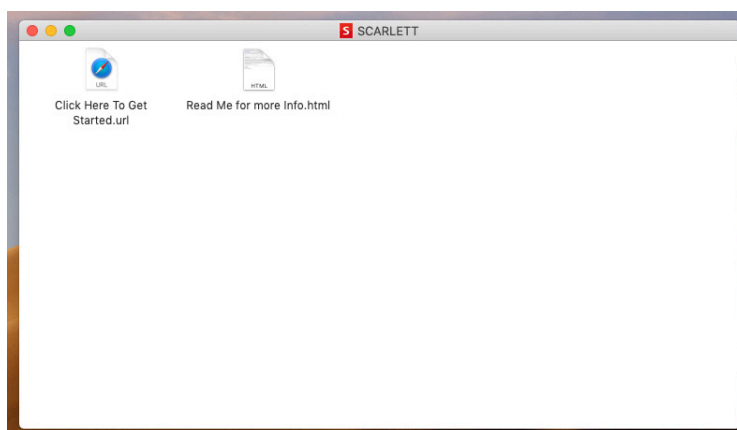 S SCARLETT
URL
HTML
Click Here To Get
Started.url
Read Me for more Info.html